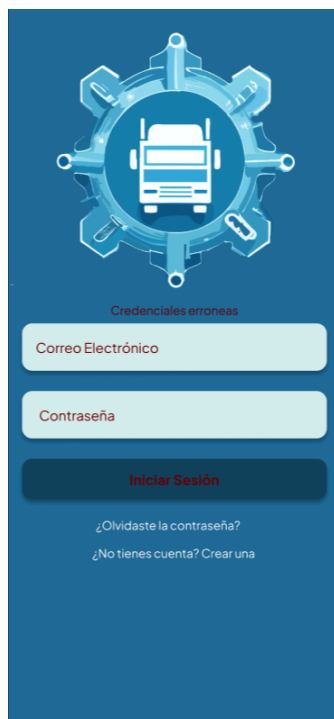 Credenciales erroneas
Correo Electrónico
Contraseña
Iniciar Sesión
¿Olvidaste la contraseña?
¿No tienes cuenta? Crear una